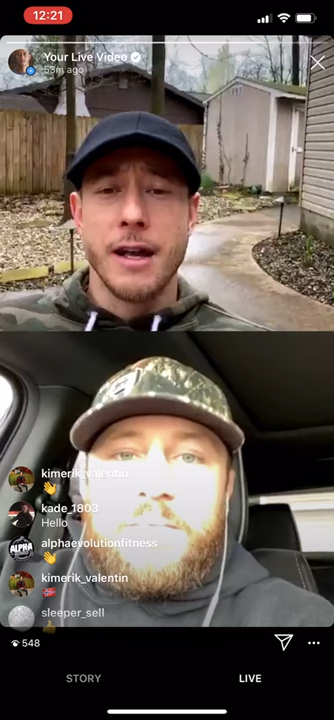 12:21
Your Live Video
53m ago
kimerik_valentin
kade_1803
Hello
ALPHA
alphaevolutionfitness
kimerik_valentin
sleeper_sell
548
STORY
LIVE